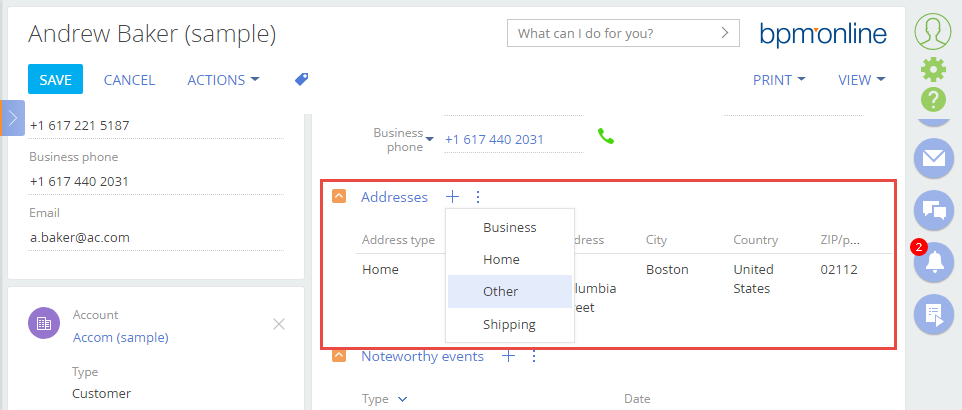 Andrew Baker (sample)
What can I do for you?
bpmonline
SAVE
CANCEL
ACTIONS
PRINT
VIEW
+1 617 221 5187
Business phone
+1 617 440 2031
Email
a.baker@ac.com
Account
Accom (sample)
Type
Customer
Business
phone
+1 617 440 2031
Addresses
Address type
dress
City
Country
ZIP/p...
Home
Boston
United
States
02112
lumbia
eet
Business
Home
Other
Shipping
Noteworthy events
Type
Date
?
2